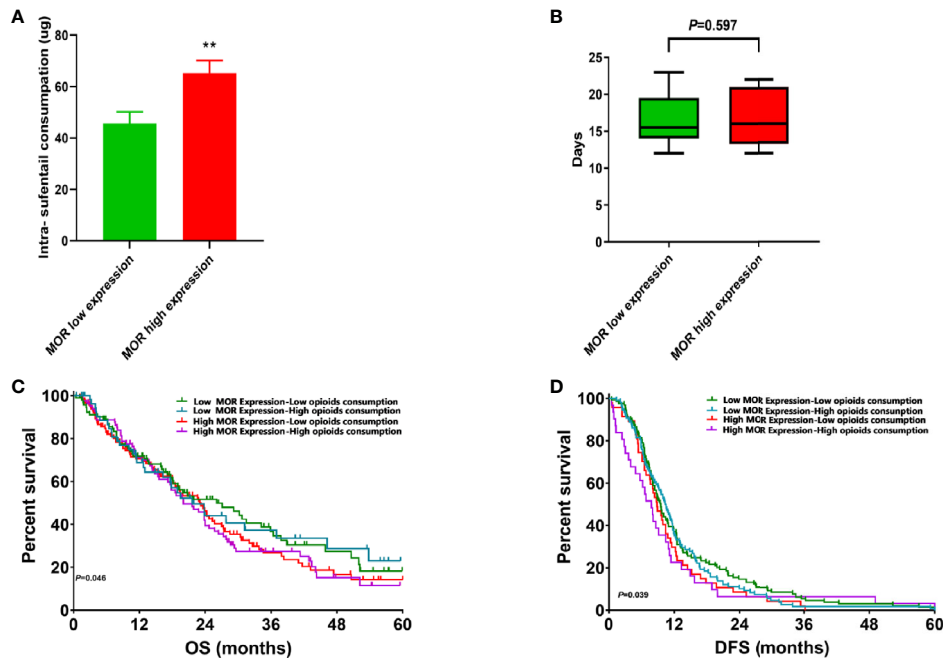 A
Intra- sufentail consumpation (ug)
80
60
40
20
0
**
MOR low expression
MOR high expression
B
P=0.597
Days
25
20
15
10
5
0
MOR low expression
MOR high expression
C
Percent survival
100
80
60
40
20
0
Low MOR Expression-Low opioids consumption
Low MOR Expression-High opioids consumption
High MOR Expression-Low opioids consumption
High MOR Expression-High opioids consumption
P=0.046
0 12 24 36 48 60
OS (months)
D
Percent survival
100
80
60
40
20
0
Low MOR Expression-Low opioids consumption
Low MOR Expression-High opioids consumption
High MOR Expression-Low opioids consumption
High MOR Expression-High opioids consumption
P=0.039
0 12 24 36 48 60
DFS (months)